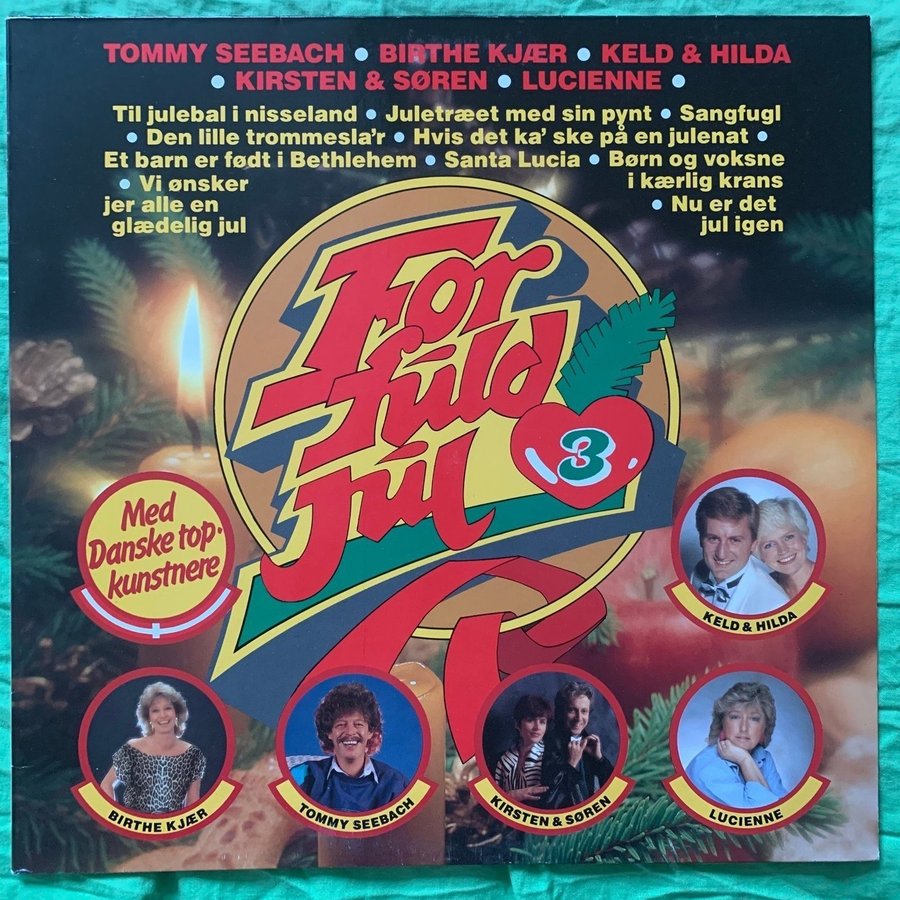 TOMMY SEEBACH • BIRTHE KJÆR • KELD & HILDA
• KIRSTEN & SØREN • LUCIENNE •
Til julebal i nisseland • Juletræet med sin pynt • Sangfugl
• Den lille trommesla'r • Hvis det ka' ske på en julenat •
Et barn er født i Bethlehem • Santa Lucia • Børn og voksne
i kærlig krans
• Vi ønsker
jer alle en
glædelig jul
• Nu er det
jul igen
For
fuld
Jul
3
Med
Danske top-
kunstnere
KELD & HILDA
BIRTHE KJÆR
TOMMY SEEBACH
KIRSTEN & SØREN
LUCIENNE